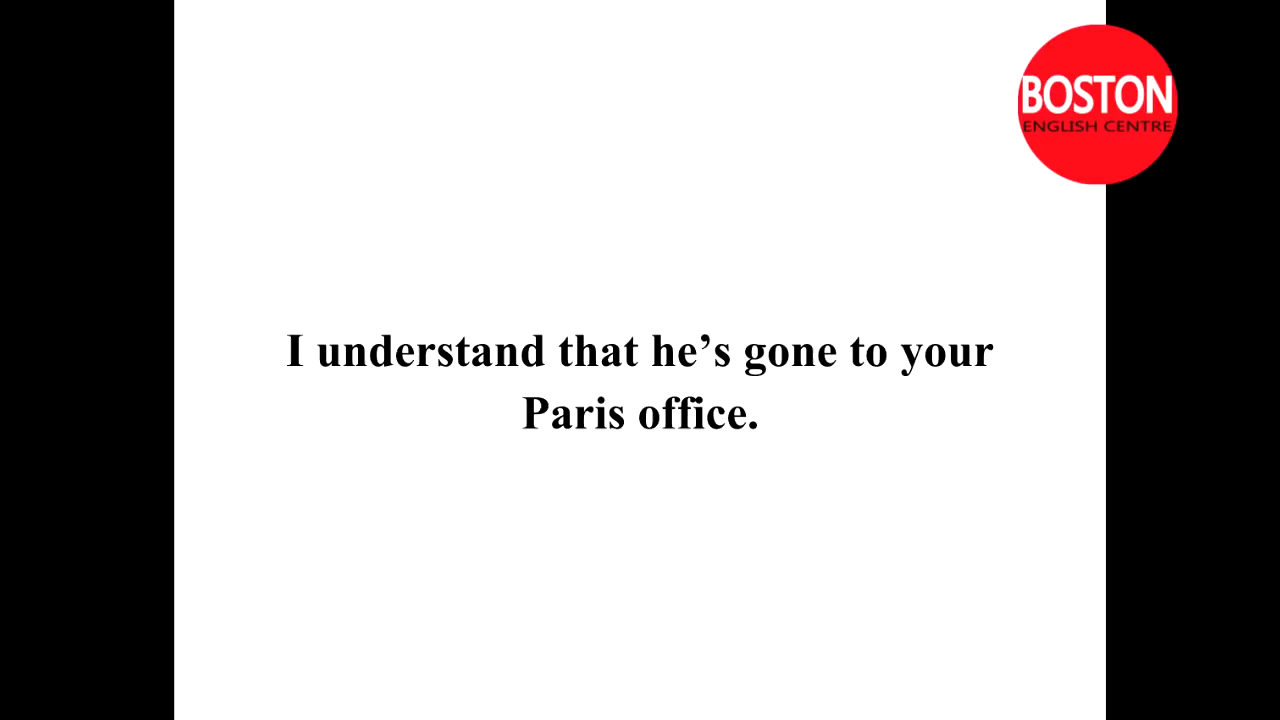 BOSTON
ENGLISH CENTRE
I understand that he’s gone to your
Paris office.